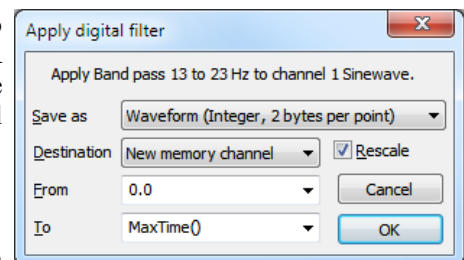 Apply digital filter
Apply Band pass 13 to 23 Hz to channel 1 Sinewave.
Save as Waveform (Integer, 2 bytes per point)
Destination New memory channel Rescale
From 0.0 Cancel
To MaxTime() OK